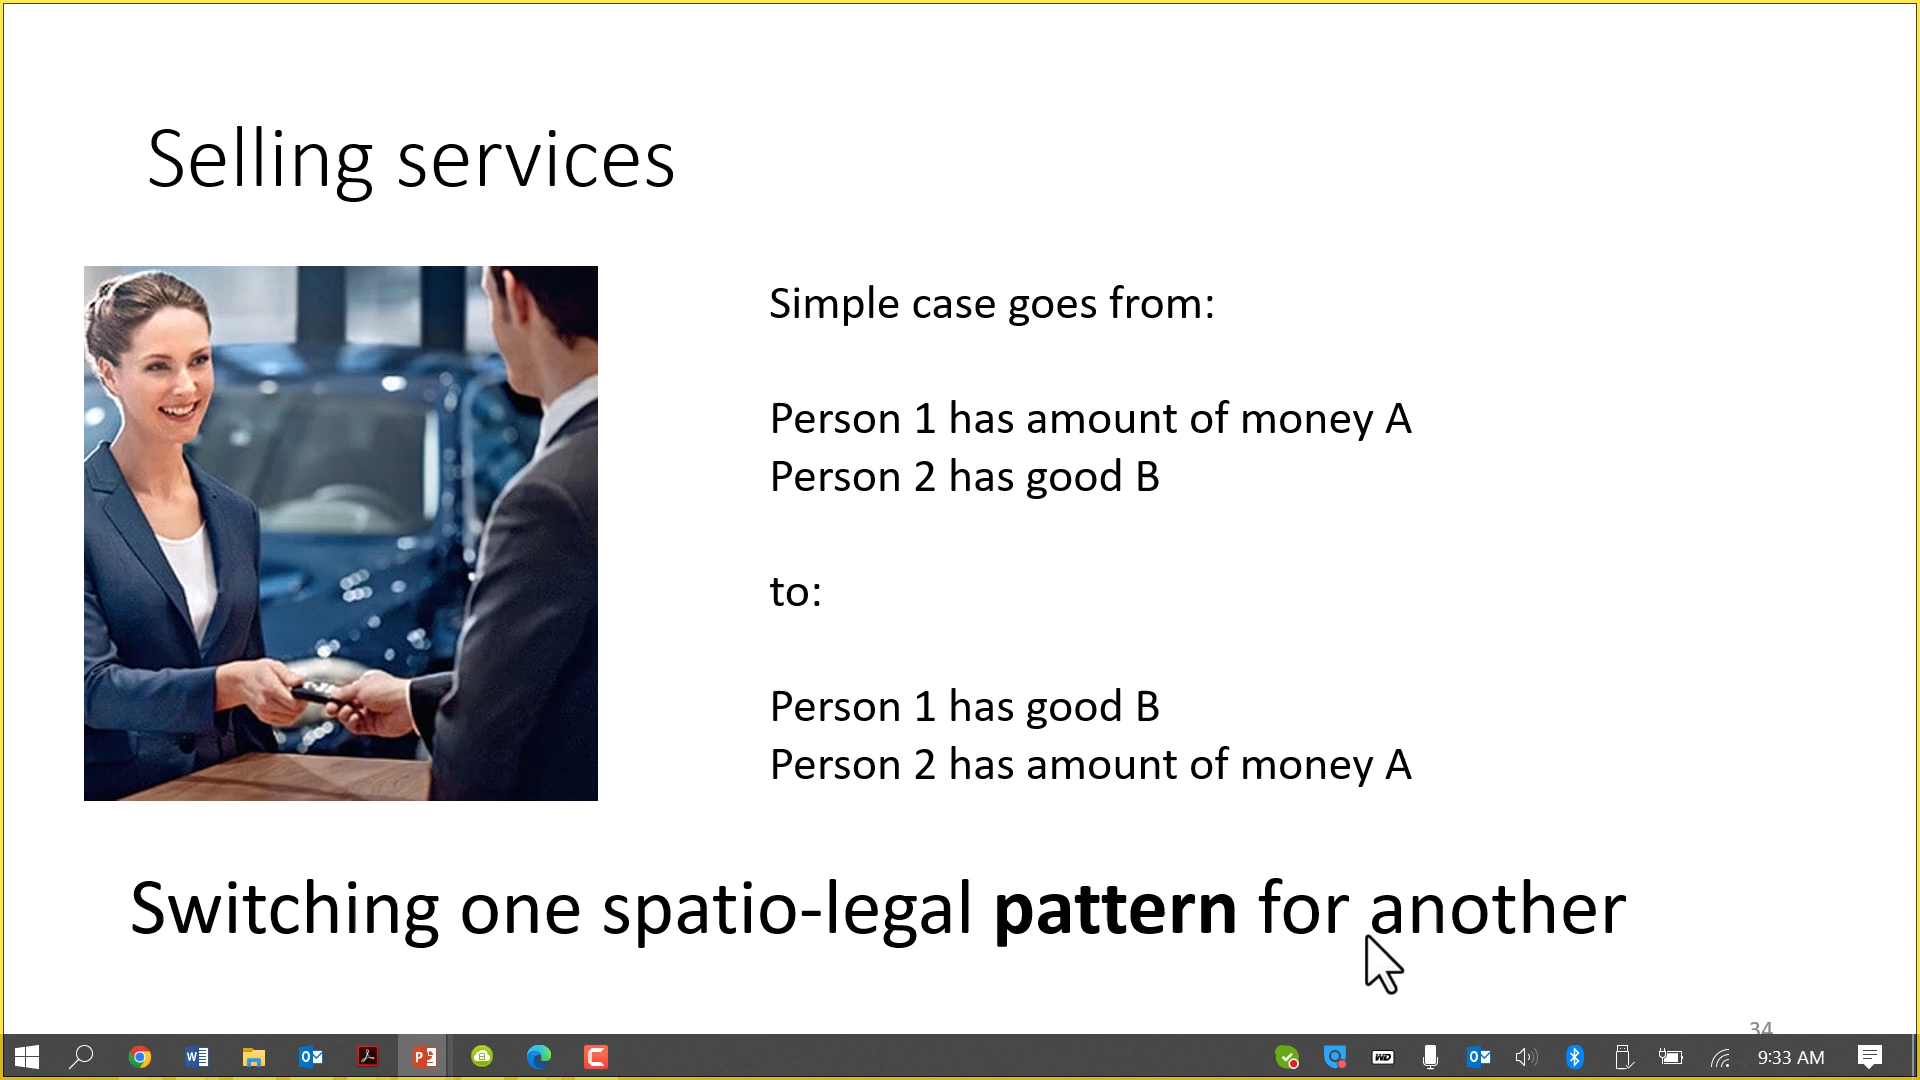 Selling services
Simple case goes from:
Person 1 has amount of money A
Person 2 has good B
to:
Person 1 has good B
Person 2 has amount of money A
Switching one spatio-legal pattern for another
34
WD
9:33 AM